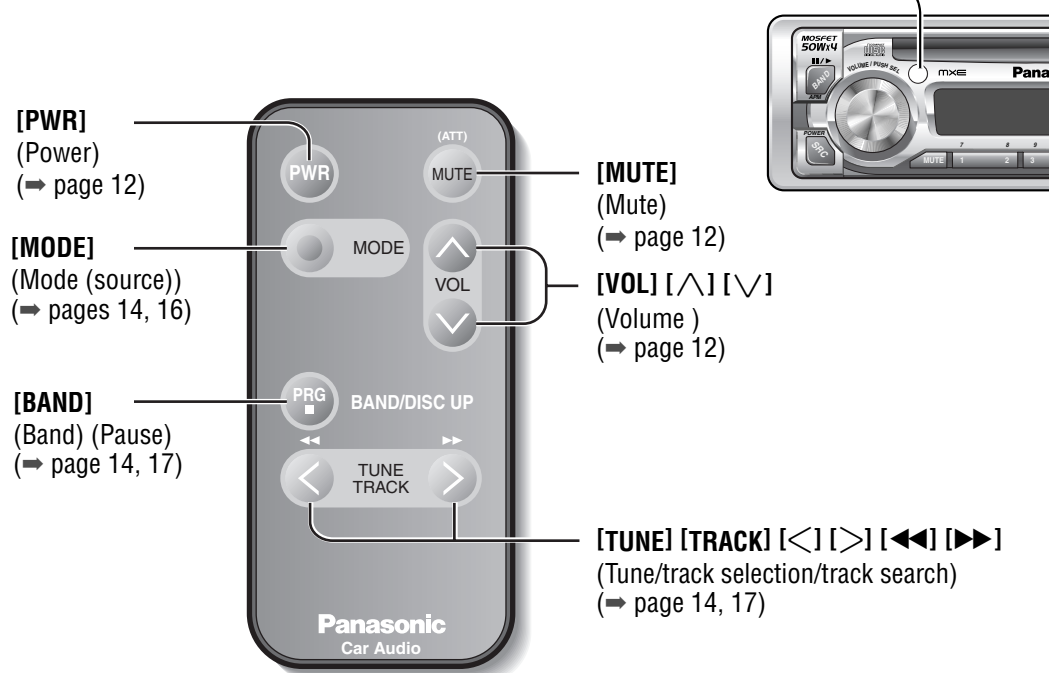 [PWR]
(Power)
(➡ page 12)
[MODE]
(Mode (source))
(➡ pages 14, 16)
[BAND]
(Band) (Pause)
(➡ page 14, 17)
(ATT)
PWR
MUTE
MODE
VOL
PRG
BAND/DISC UP
TUNE
TRACK
Panasonic
Car Audio
[MUTE]
(Mute)
(➡ page 12)
[VOL] [∧] [∨]
(Volume )
(➡ page 12)
[TUNE] [TRACK] [<] [>] [◀◀] [▶▶]
(Tune/track selection/track search)
(➡ page 14, 17)
MOSFET
50Wx4
disc
VOLUME / PUSH SEL
BAND
APM
MXE
Pana
POWER
SRC
7 8 9
MUTE 1 2 3